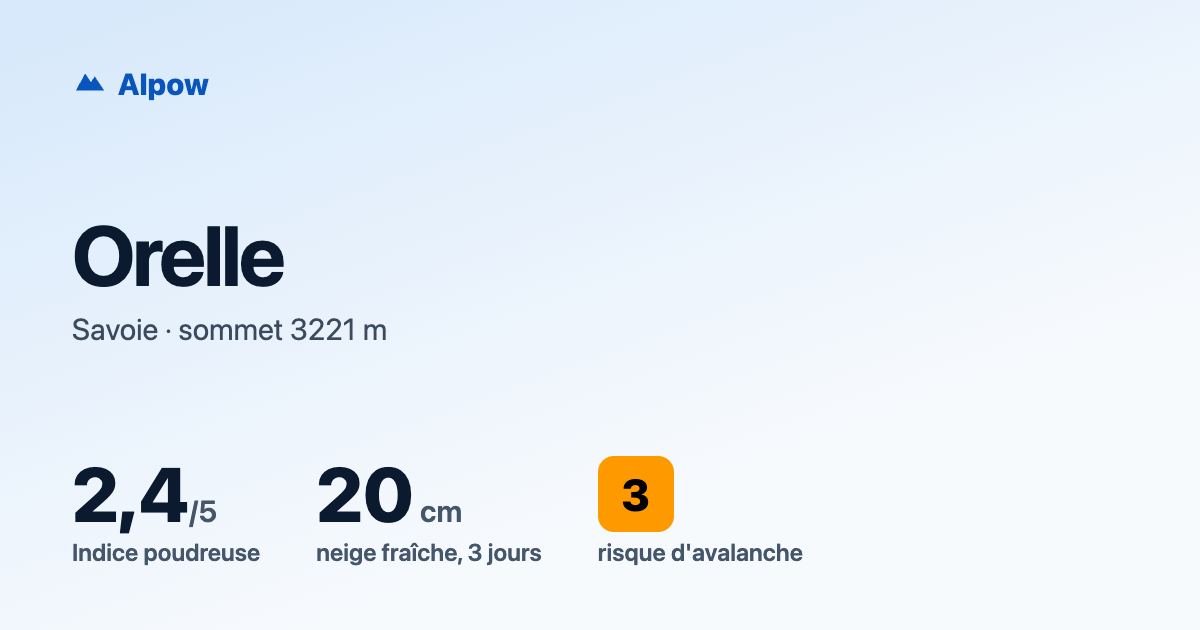 Alpow
Orelle
Savoie · sommet 3221 m
2,4/5
Indice poudreuse
20 cm
neige fraîche, 3 jours
3
risque d'avalanche